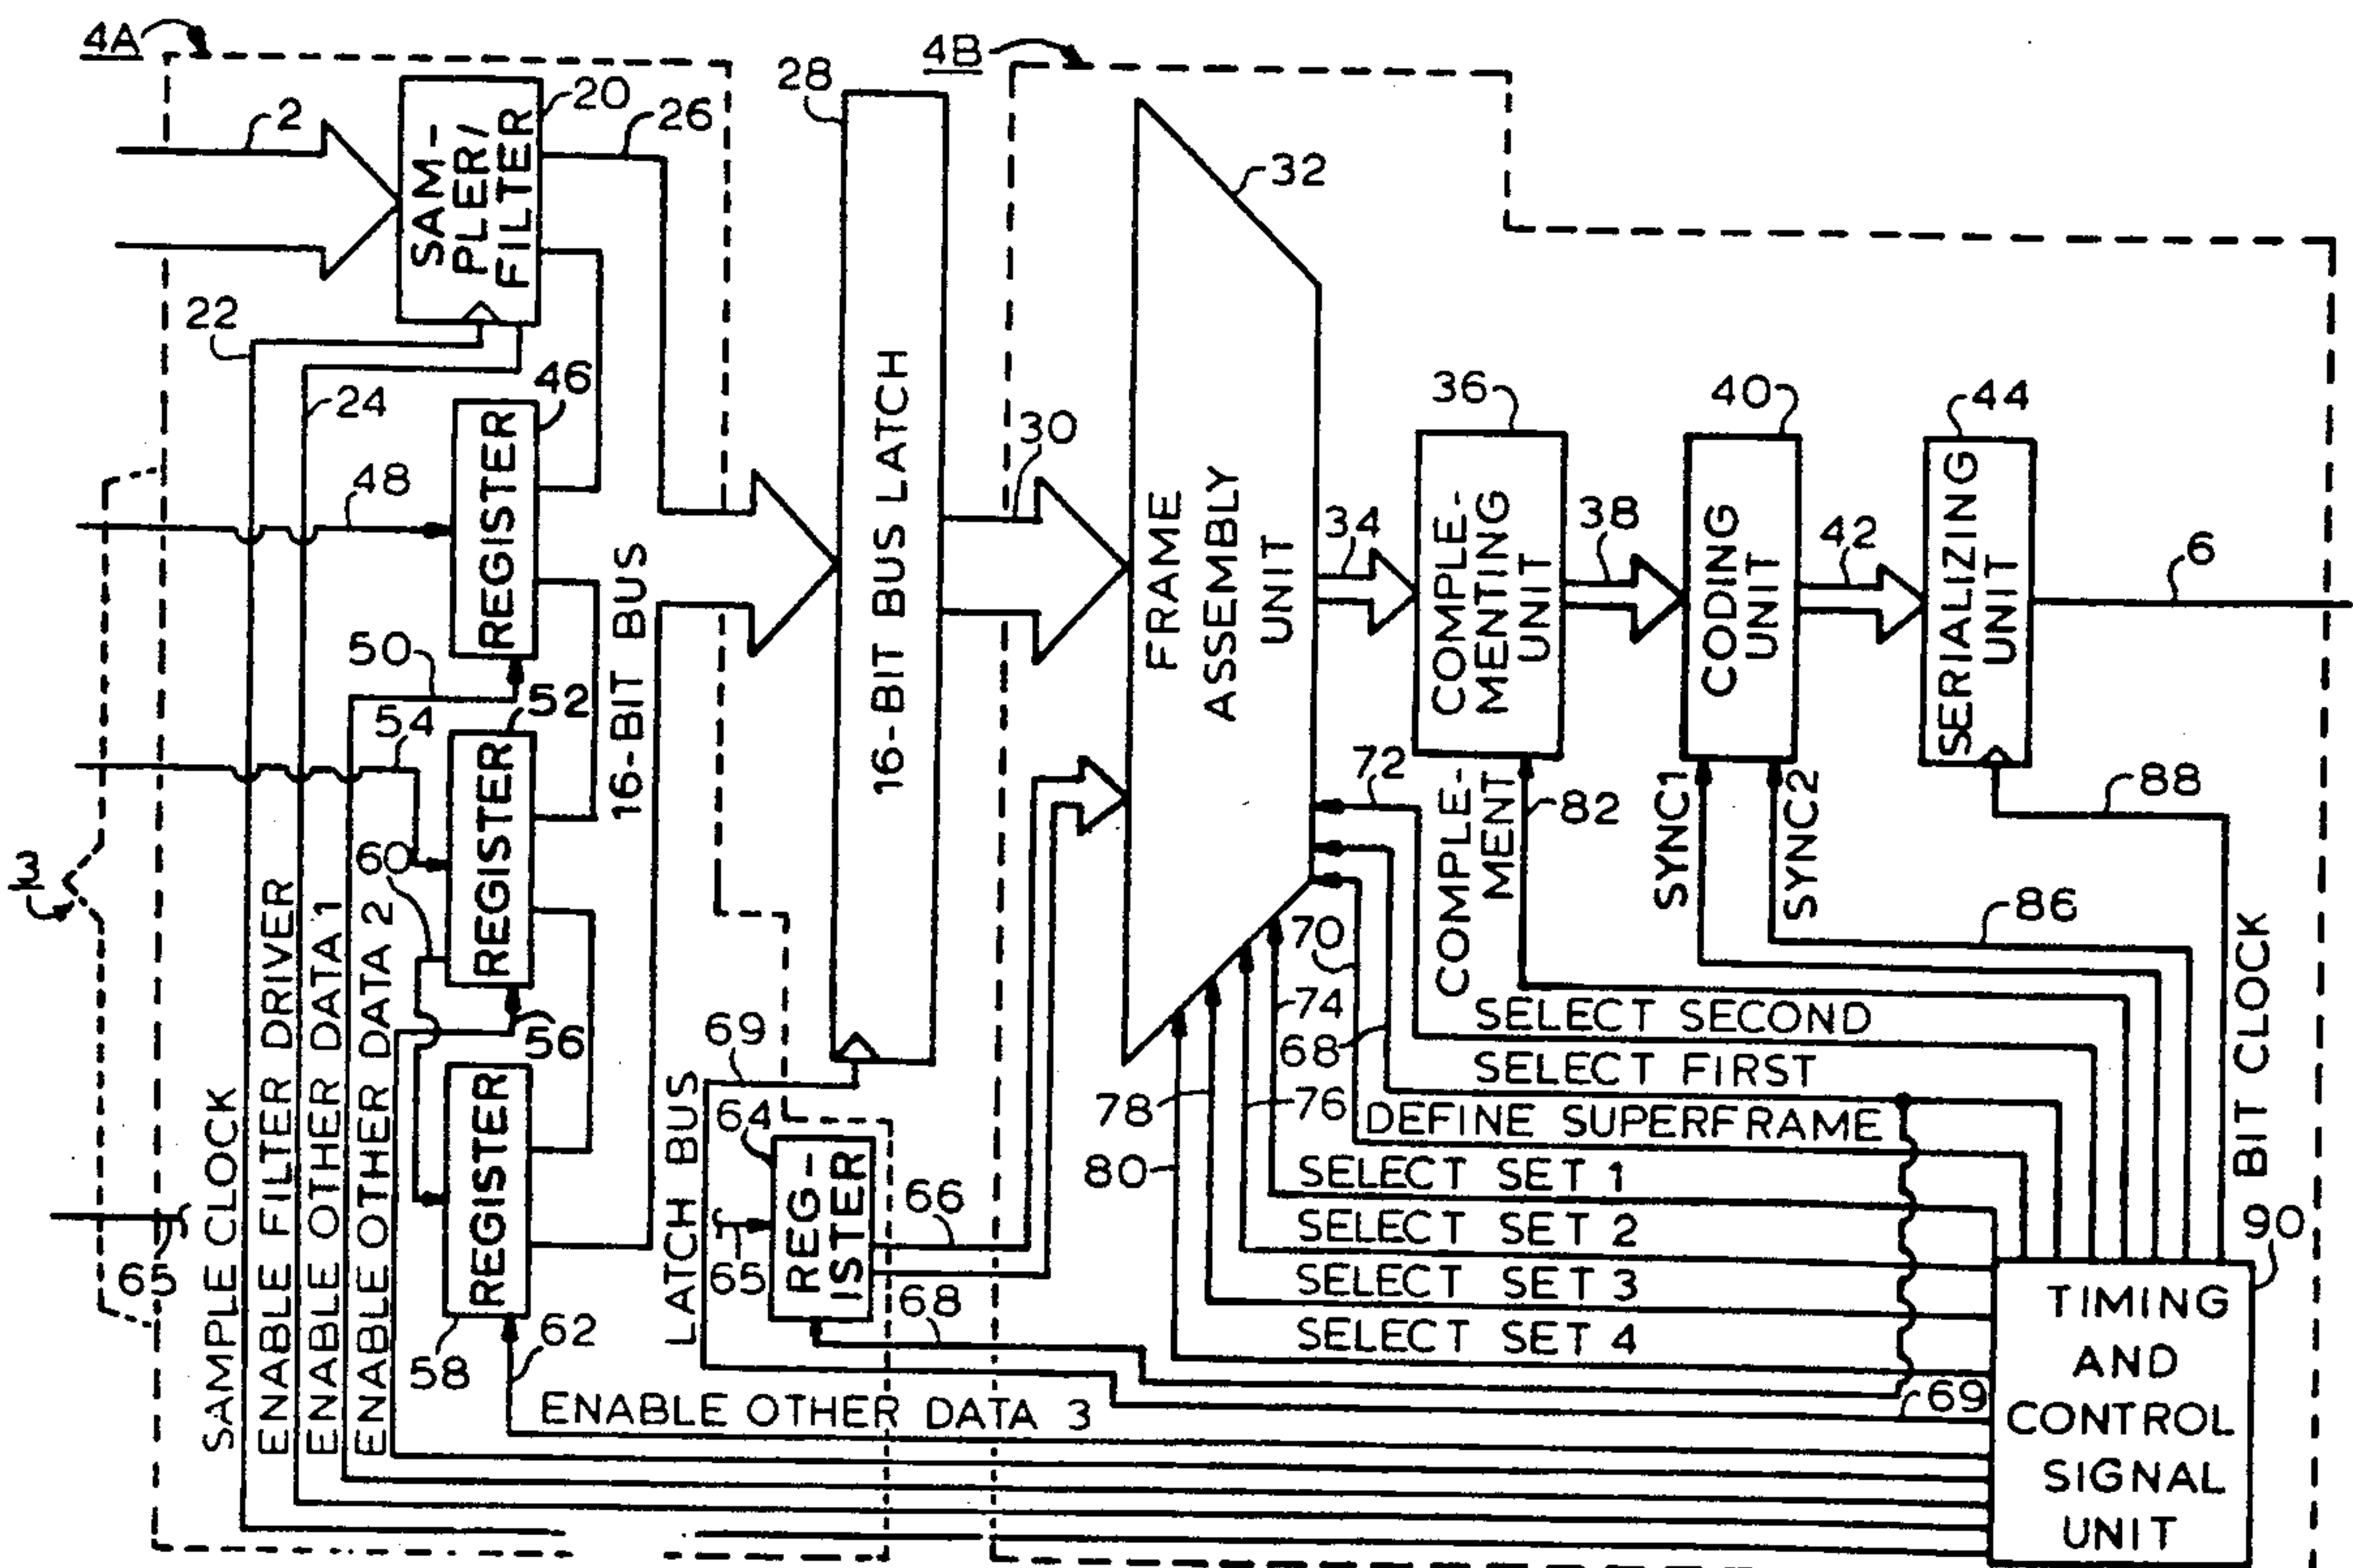 4A
4B
2
20
26
28
32
SAM-
PLER/
FILTER
22
24
46
REGISTER
48
50
52
54
REGISTER
60
56
REGISTER
58
62
16-BIT BUS
16-BIT BUS LATCH
30
FRAME
ASSEMBLY
UNIT
34
36
COMPLE-
MENTING
UNIT
38
40
CODING
UNIT
42
44
SERIALIZING
UNIT
6
3
65
SAMPLE CLOCK
ENABLE FILTER DRIVER
ENABLE OTHER DATA 1
ENABLE OTHER DATA 2
ENABLE OTHER DATA 3
LATCH BUS
69
64
65
REG-
ISTER
66
68
72
70
74
68
76
78
80
COMPLE-
MENT
82
SYNC1
SYNC2
86
88
BIT CLOCK
SELECT SECOND
SELECT FIRST
DEFINE SUPERFRAME
SELECT SET 1
SELECT SET 2
SELECT SET 3
SELECT SET 4
69
90
TIMING
AND
CONTROL
SIGNAL
UNIT